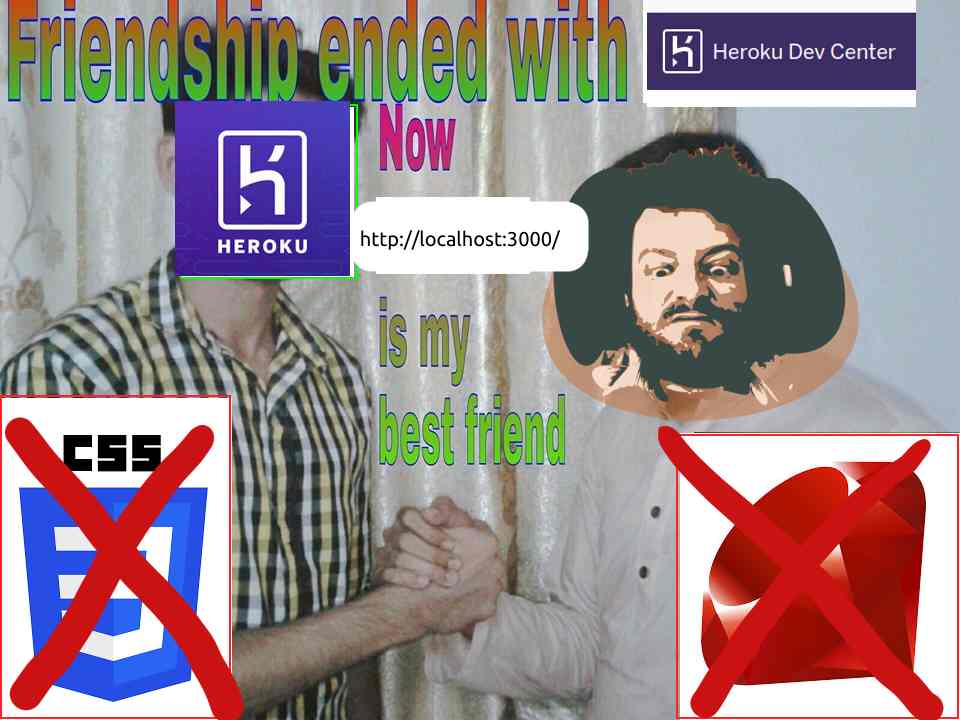 Friendship ended with
Heroku Dev Center
Now
HEROKU
http://localhost:3000/
is my
best friend
CSS